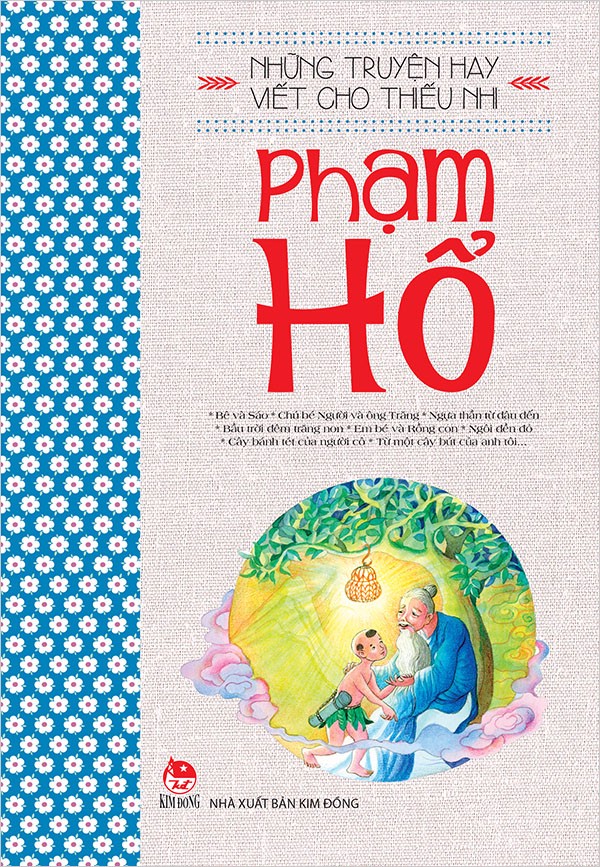 NHỮNG TRUYỆN HAY
VIẾT CHO THIẾU NHI
Phạm
HỔ
* Bê và Sáo * Chú bé Người và ông Trăng * Ngựa thần từ đâu đến
* Bầu trời đêm trăng non * Em bé và Rồng con * Ngôi đền đó
* Cây bánh tét của người cô * Từ một cây bút của anh tôi...
KIM ĐỒNG
NHÀ XUẤT BẢN KIM ĐỒNG